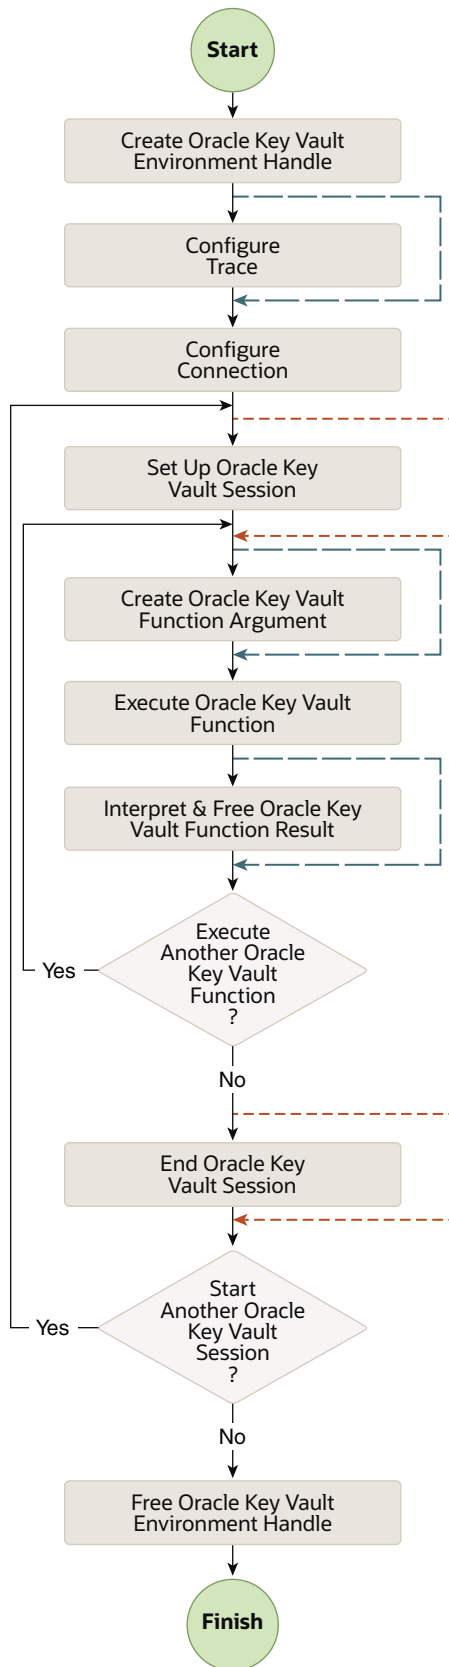 Start
Create Oracle Key Vault
Environment Handle
Configure
Trace
Configure
Connection
Set Up Oracle Key
Vault Session
Create Oracle Key Vault
Function Argument
Execute Oracle Key Vault
Function
Interpret & Free Oracle Key
Vault Function Result
Execute
Another Oracle
Key Vault
Function
?
Yes
No
End Oracle Key
Vault Session
Start
Another Oracle
Key Vault
Session
?
Yes
No
Free Oracle Key Vault
Environment Handle
Finish